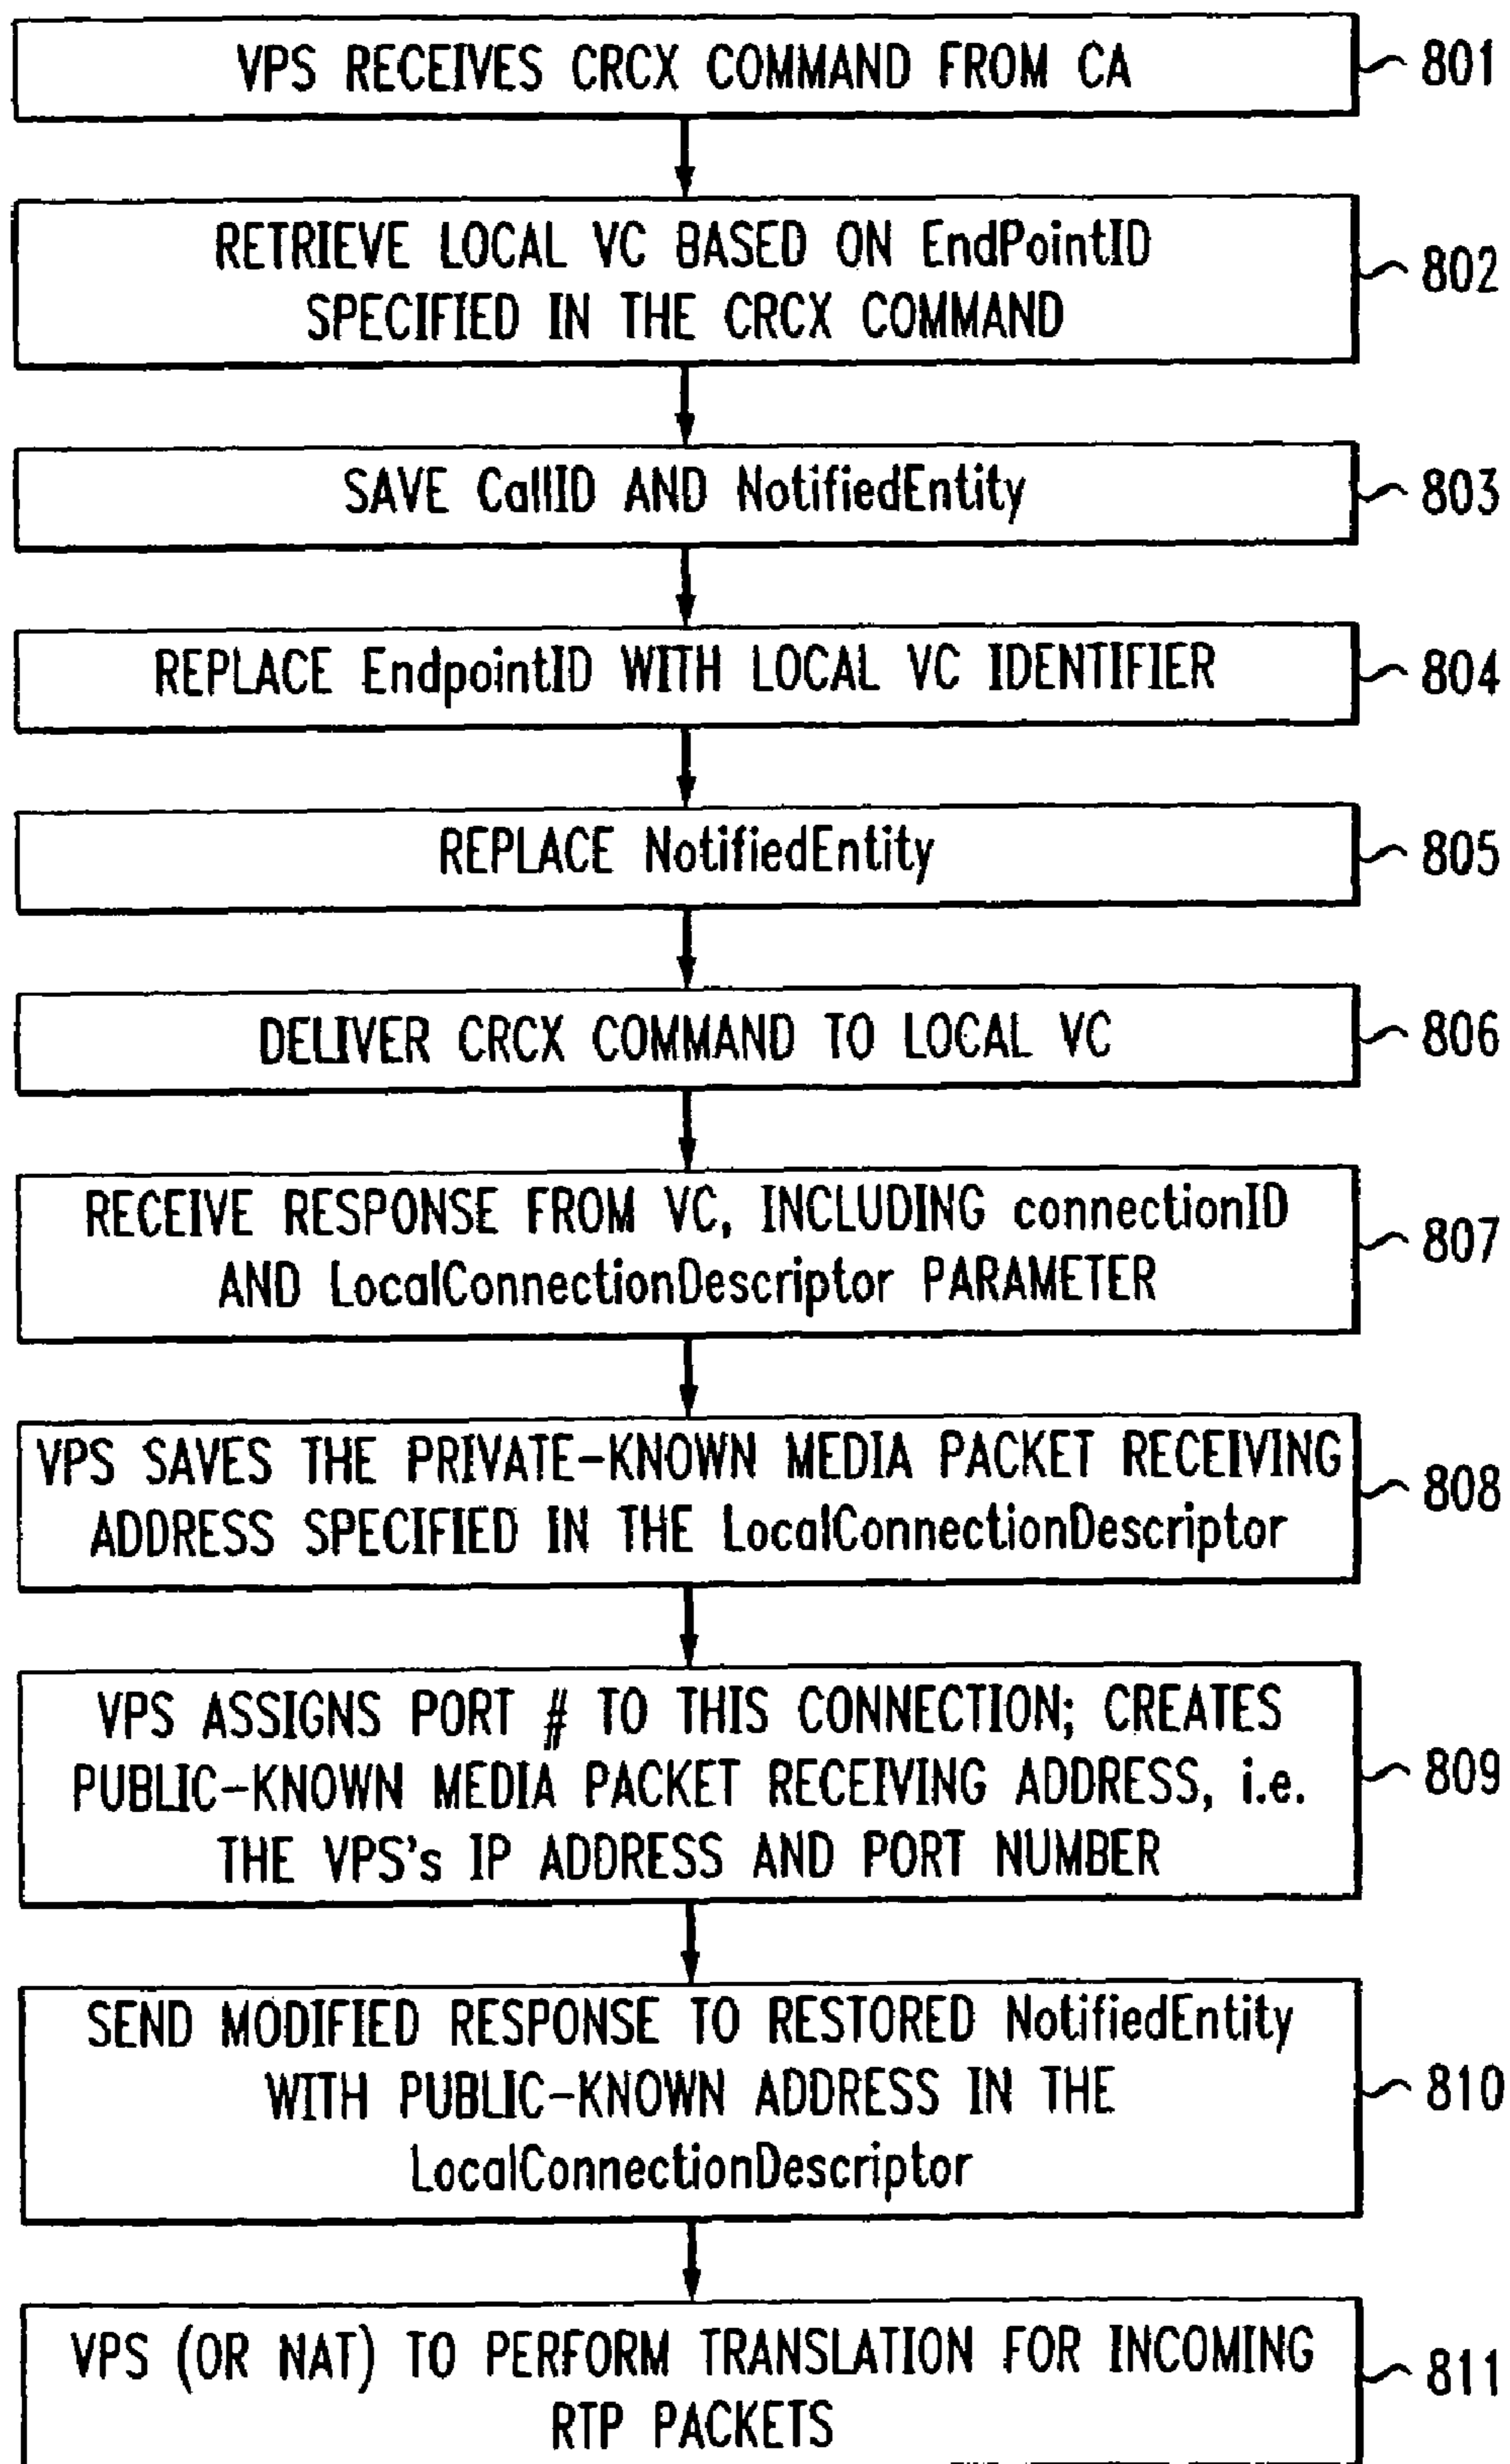 VPS RECEIVES CRCX COMMAND FROM CA
801
RETRIEVE LOCAL VC BASED ON EndPointID
SPECIFIED IN THE CRCX COMMAND
802
SAVE CallID AND NotifiedEntity
803
REPLACE EndpointID WITH LOCAL VC IDENTIFIER
804
REPLACE NotifiedEntity
805
DELIVER CRCX COMMAND TO LOCAL VC
806
RECEIVE RESPONSE FROM VC, INCLUDING connectionID
AND LocalConnectionDescriptor PARAMETER
807
VPS SAVES THE PRIVATE-KNOWN MEDIA PACKET RECEIVING
ADDRESS SPECIFIED IN THE LocalConnectionDescriptor
808
VPS ASSIGNS PORT # TO THIS CONNECTION; CREATES
PUBLIC-KNOWN MEDIA PACKET RECEIVING ADDRESS, i.e.
THE VPS's IP ADDRESS AND PORT NUMBER
809
SEND MODIFIED RESPONSE TO RESTORED NotifiedEntity
WITH PUBLIC-KNOWN ADDRESS IN THE
LocalConnectionDescriptor
810
VPS (OR NAT) TO PERFORM TRANSLATION FOR INCOMING
RTP PACKETS
811